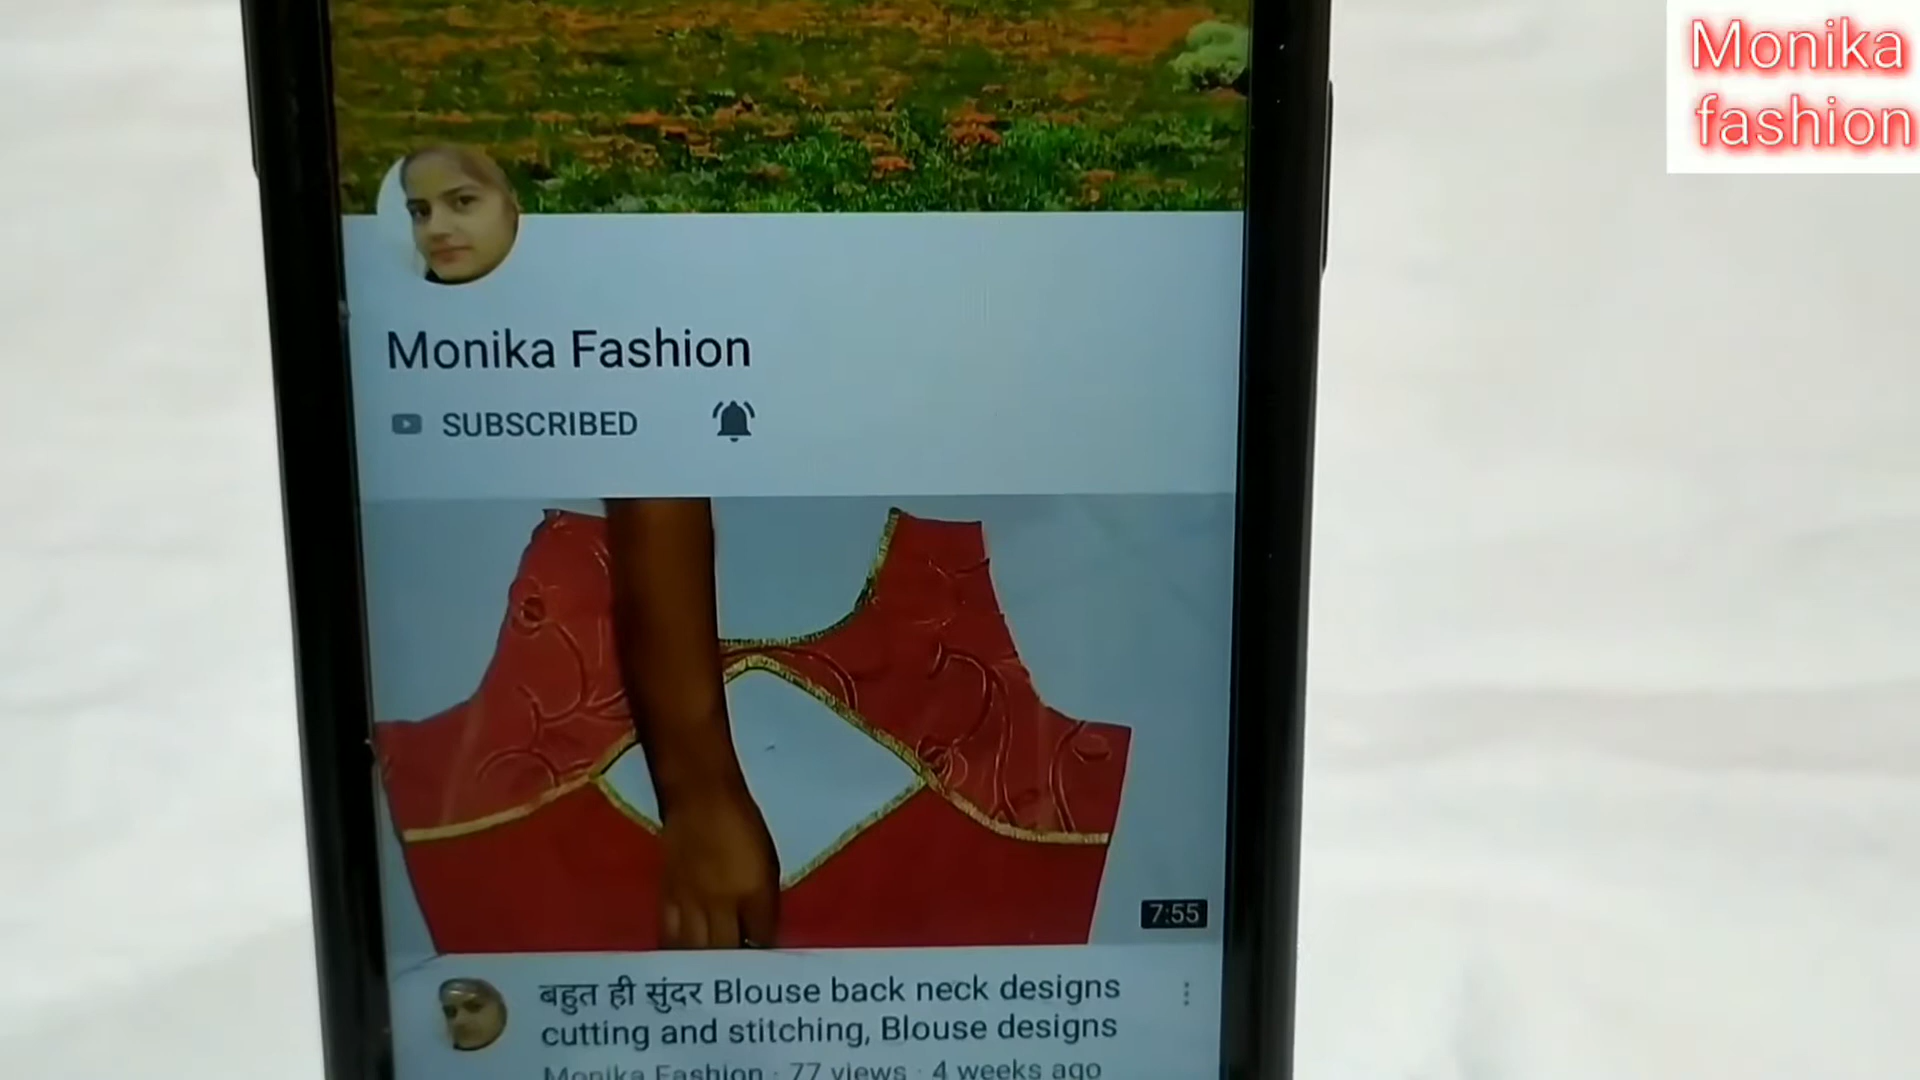 Monika
fashion
Monika Fashion
SUBSCRIBED
7:55
बहुत ही सुंदर Blouse back neck designs
cutting and stitching, Blouse designs
Monika Fashion · 77 views · 4 weeks ago